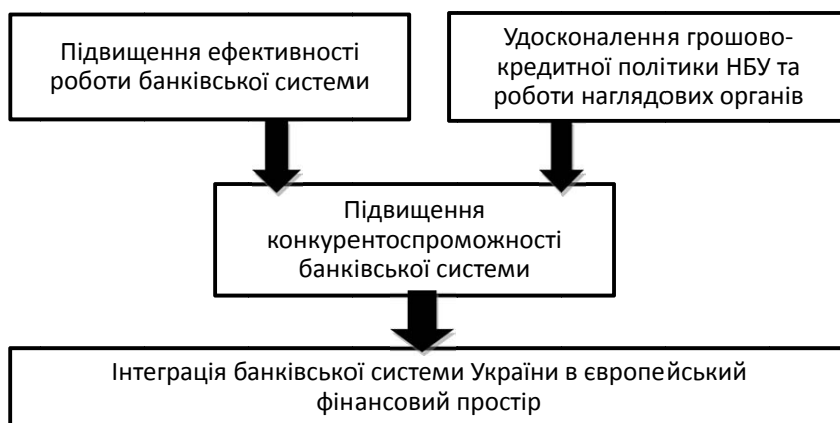 Підвищення ефективності
роботи банківської системи
Удосконалення грошово-
кредитної політики НБУ та
роботи наглядових органів
Підвищення
конкурентоспроможності
банківської системи
Інтеграція банківської системи України в європейський
фінансовий простір